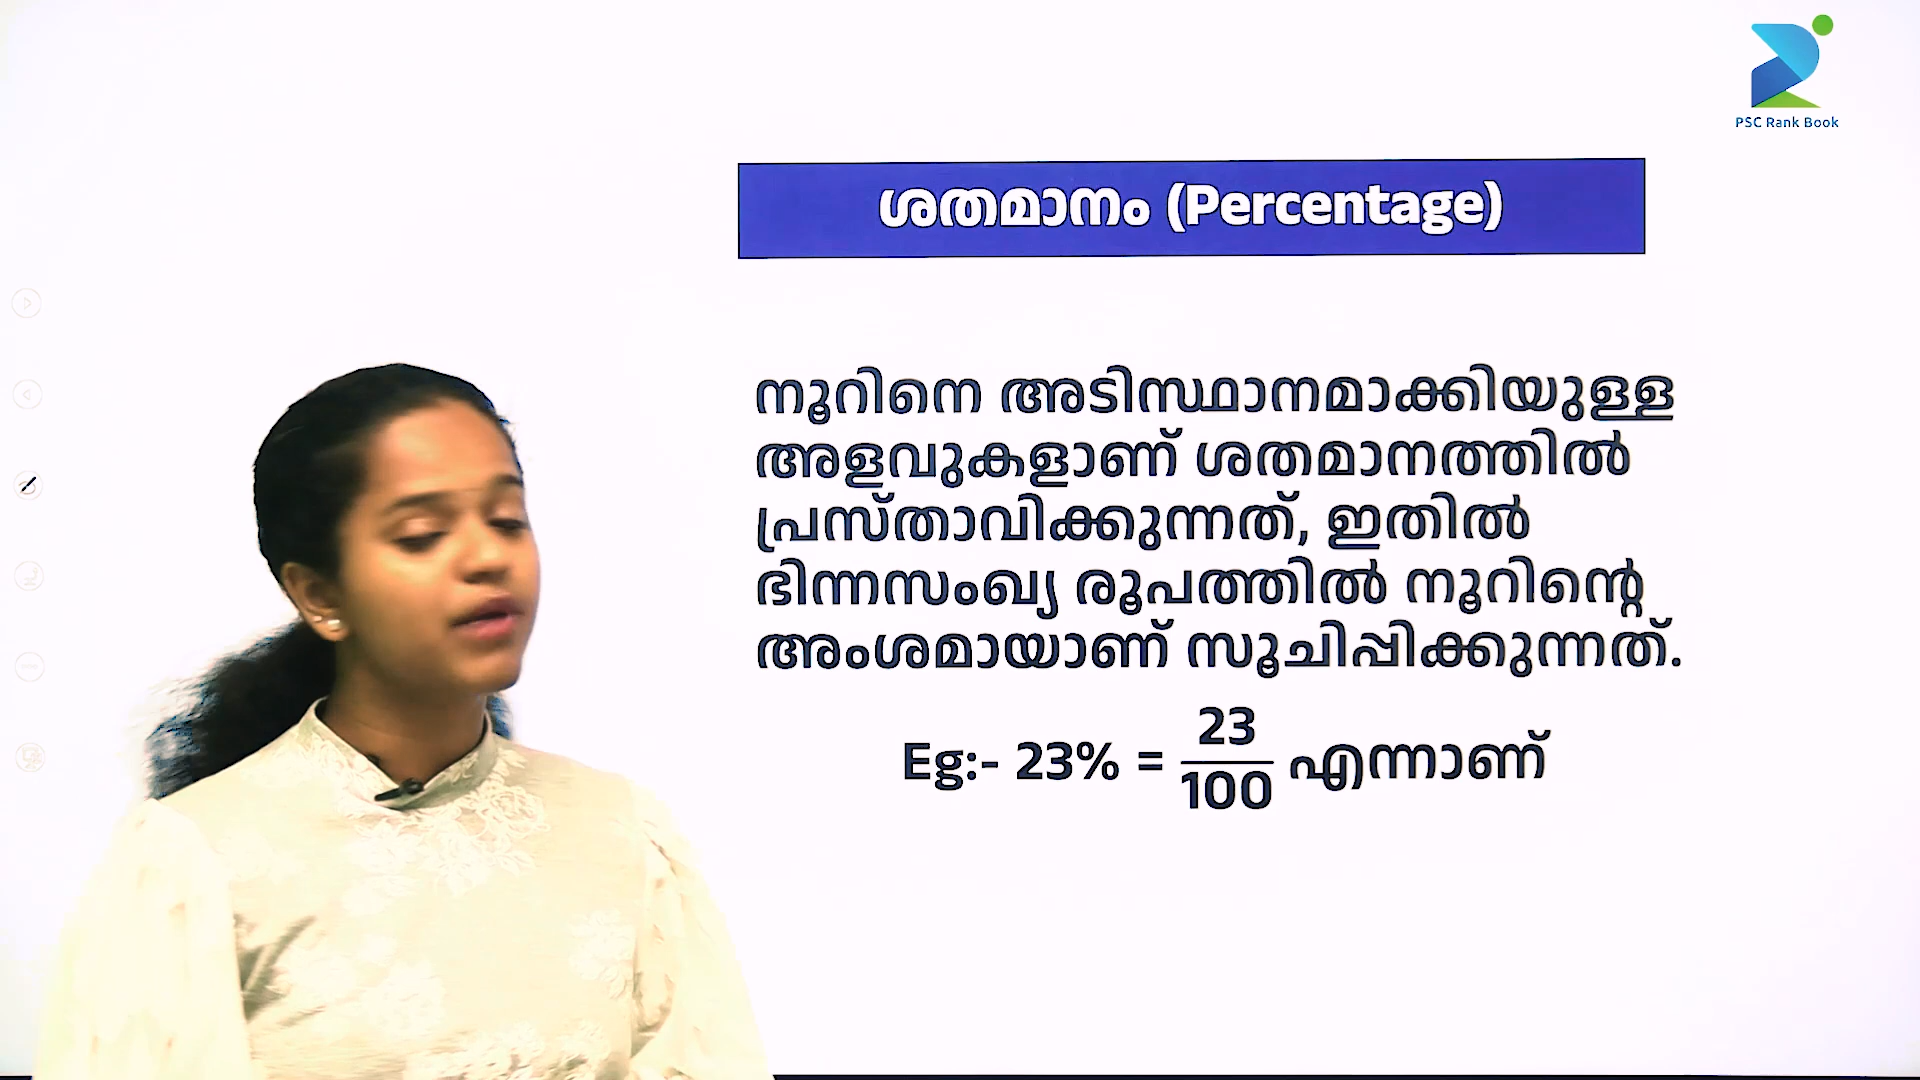 PSC Rank Book
ശതമാനം (Percentage)
നൂറിനെ അടിസ്ഥാനമാക്കിയുള്ള
അളവുകളാണ് ശതമാനത്തിൽ
പ്രസ്താവിക്കുന്നത്, ഇതിൽ
ഭിന്നസംഖ്യ രൂപത്തിൽ നൂറിന്റെ
അംശമായാണ് സൂചിപ്പിക്കുന്നത്.
Eg:- 23% = 23/100 എന്നാണ്